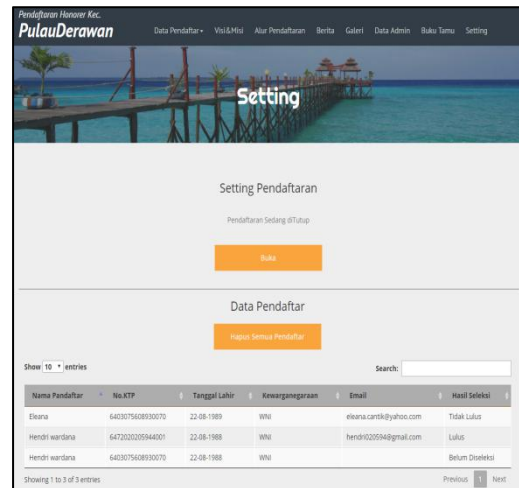 Pendaftaran Honorer Kec.
PulauDerawan
Data Pendaftar Visi&Misi Alur Pendaftaran Berita Galeri Data Admin Buku Tamu Setting
Setting
Setting Pendaftaran
Pendaftaran Sedang diTutup
Buka
Data Pendaftar
Hapus Semua Pendaftar
Show 10 entries Search:
Nama Pendaftar No.KTP Tanggal Lahir Kewarganegaraan Email Hasil Seleksi
Eleana 6403075608930070 22-08-1989 WNI eleana.cantik@yahoo.com Tidak Lulus
Hendri wardana 6472020205944001 22-08-1988 WNI hendri020594@gmail.com Lulus
Hendri wardana 6403075608930070 22-08-1988 WNI Belum Diseleksi
Showing 1 to 3 of 3 entries Previous 1 Next